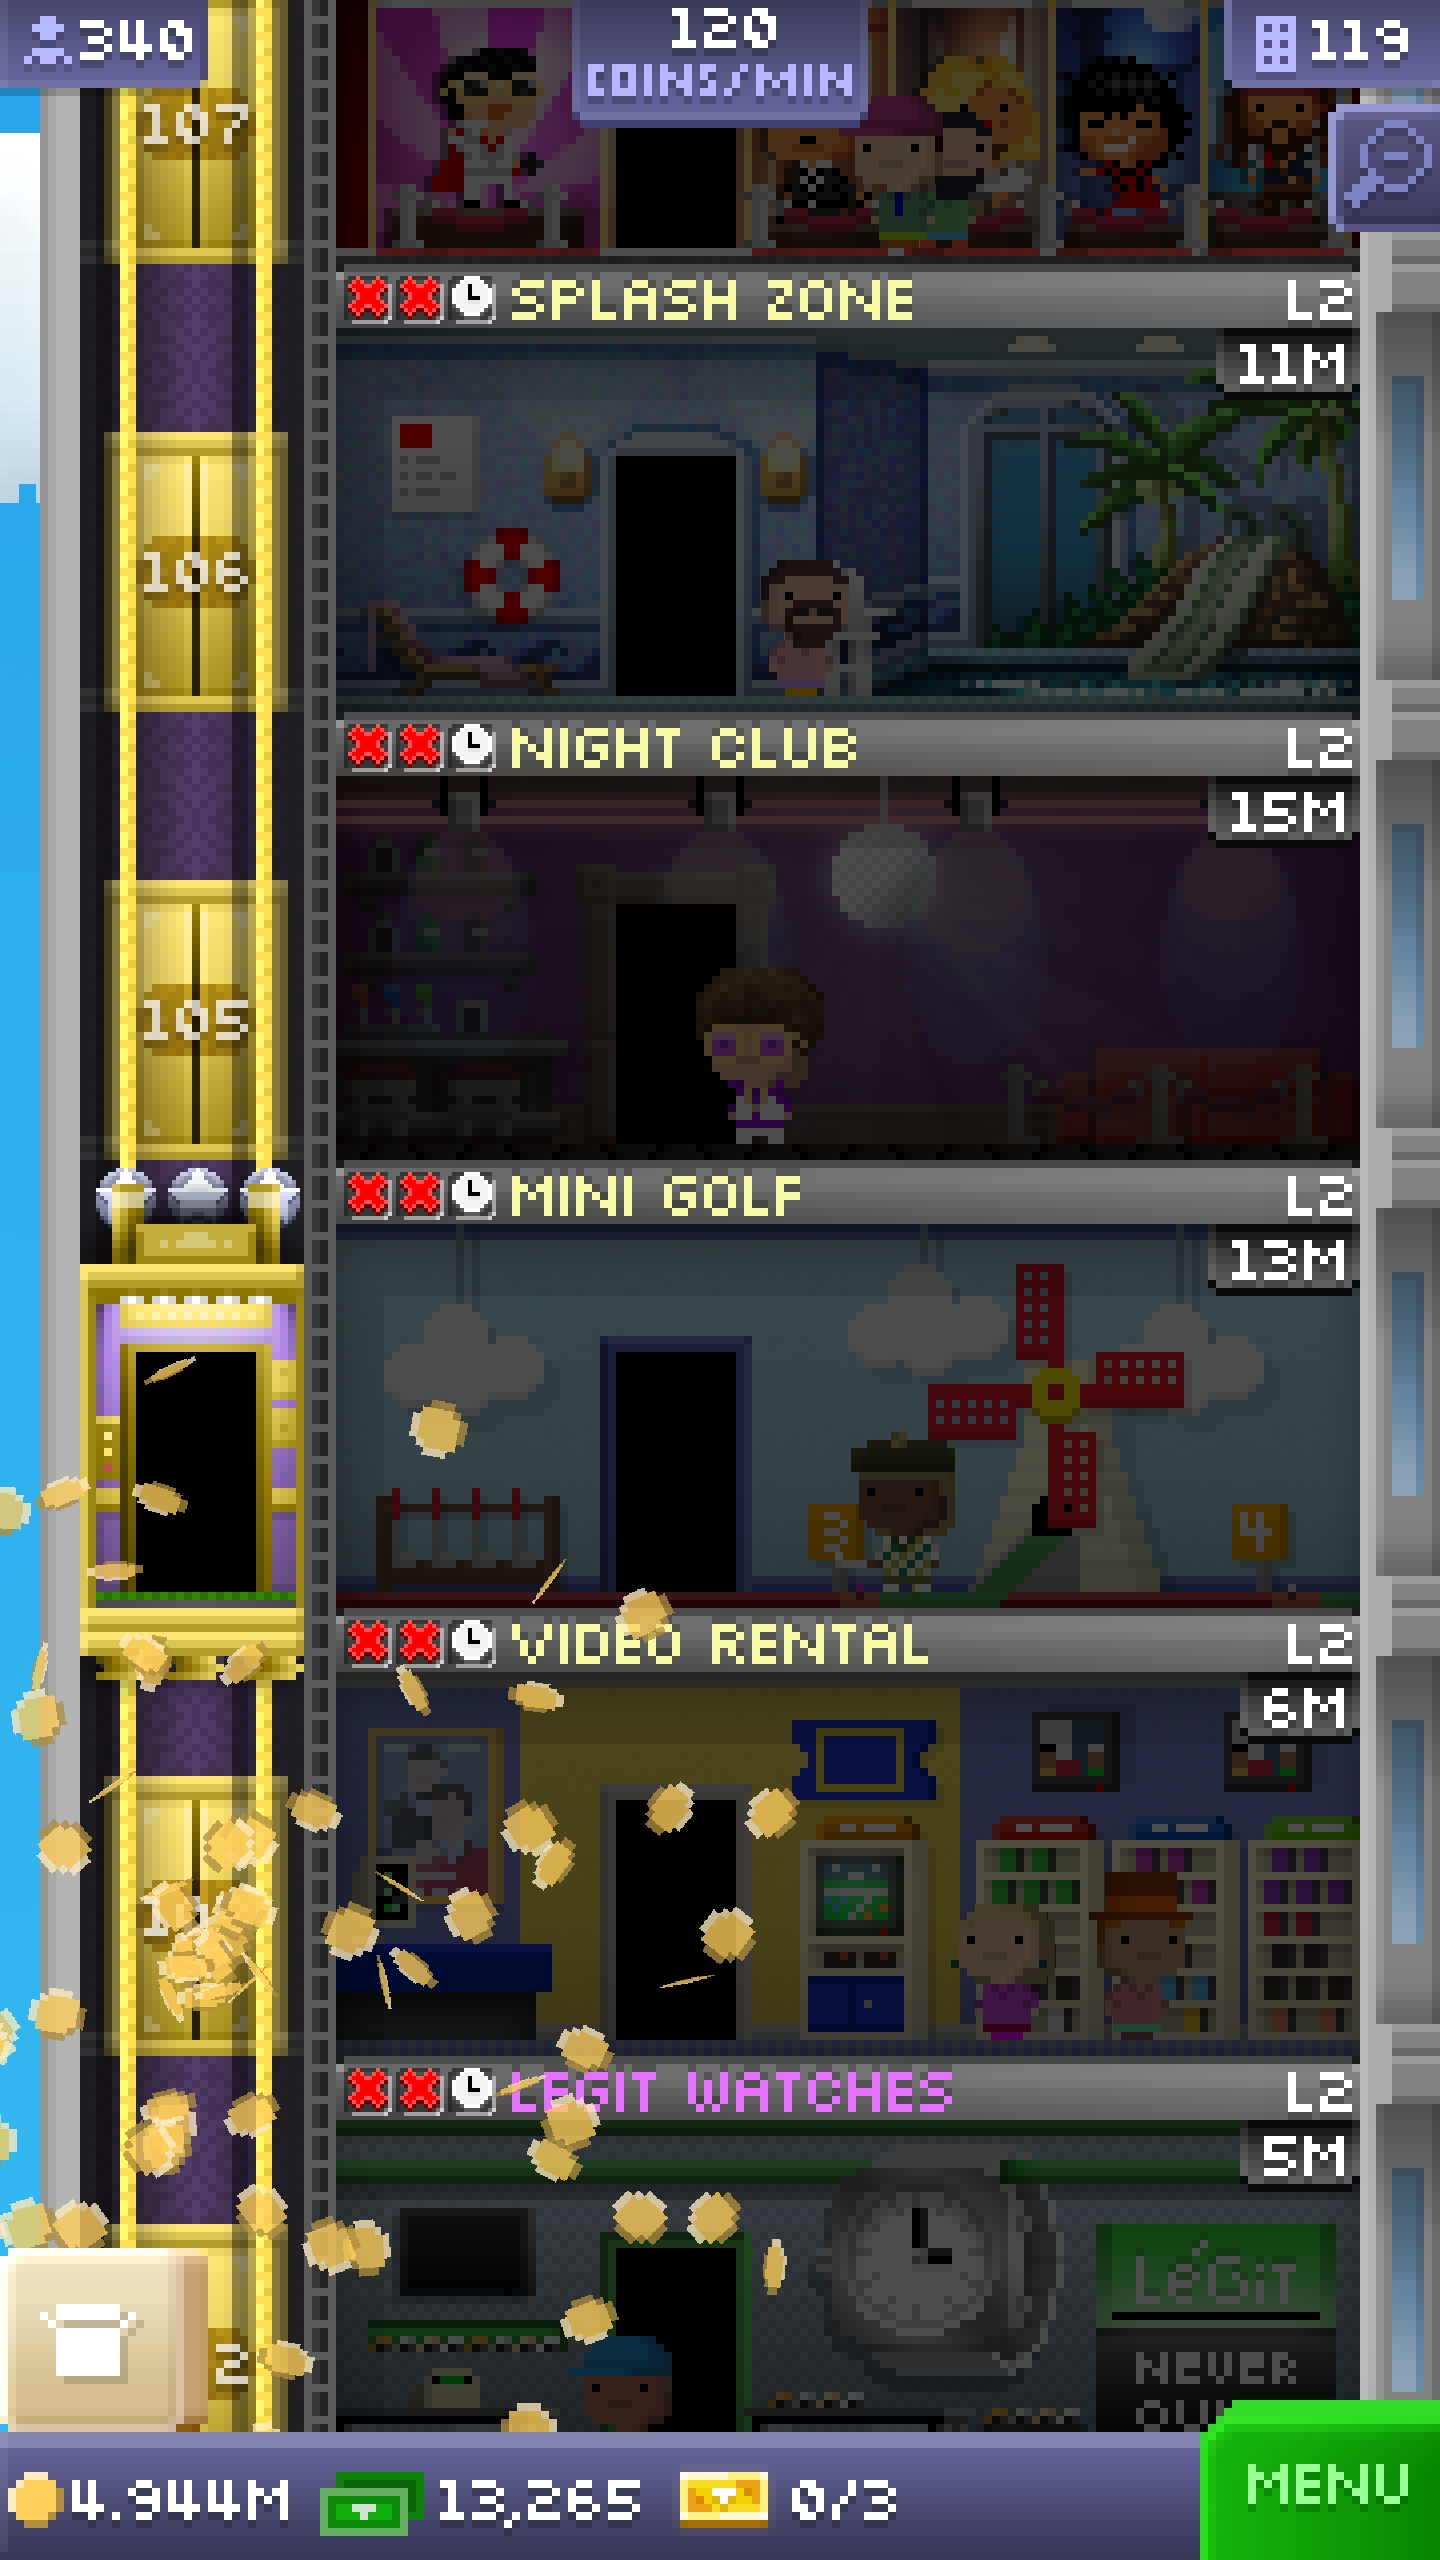 340
120
COINS/MIN
119
107
SPLASH ZONE L2
11M
106
NIGHT CLUB L2
15M
105
MINI GOLF L2
13M
3
4
VIDEO RENTAL L2
6M
LEGIT WATCHES L2
5M
LéGiT
NEVER
2
4.944M 13,265 0/3
MENU